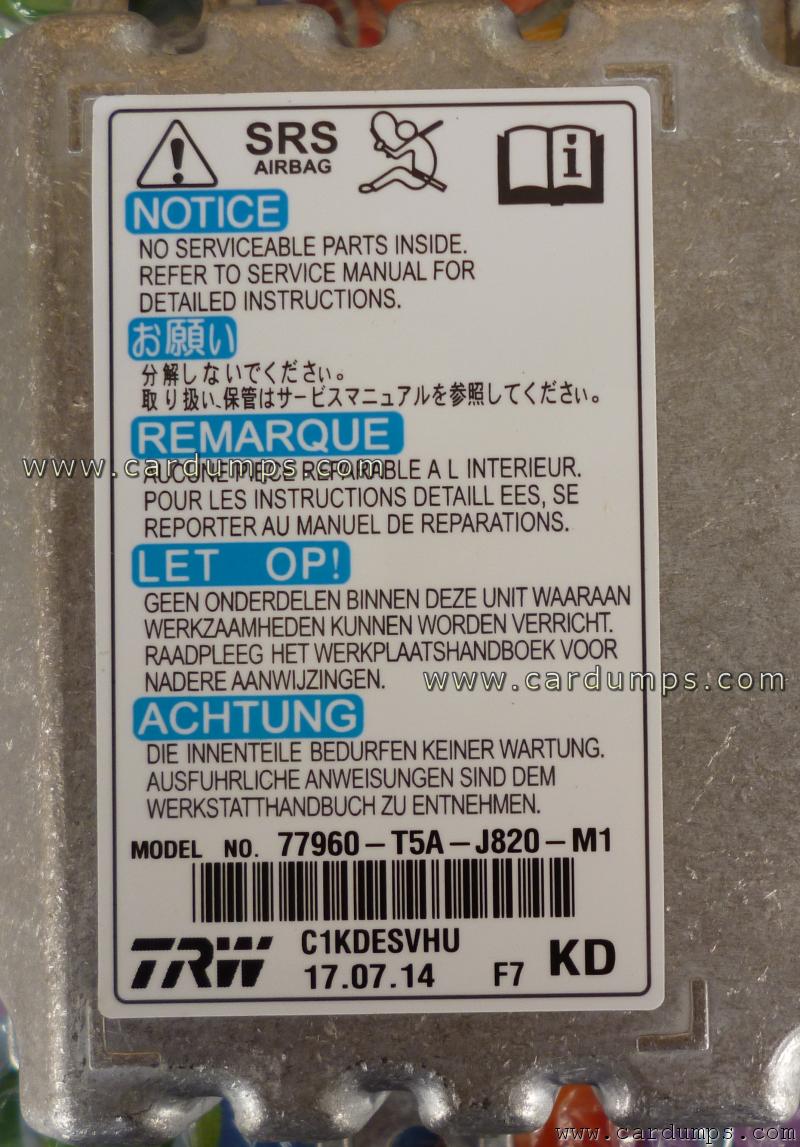 SRS
AIRBAG
NOTICE
NO SERVICEABLE PARTS INSIDE.
REFER TO SERVICE MANUAL FOR
DETAILED INSTRUCTIONS.
お願い
分解しないでください。
取り扱い、保管はサービスマニュアルを参照してください。
REMARQUE
www.cardumps.com
AUCUNE PIECE REPARABLE A L INTERIEUR.
POUR LES INSTRUCTIONS DETAILL EES, SE
REPORTER AU MANUEL DE REPARATIONS.
LET OP!
GEEN ONDERDELEN BINNEN DEZE UNIT WAARAAN
WERKZAAMHEDEN KUNNEN WORDEN VERRICHT.
RAADPLEEG HET WERKPLAATSHANDBOEK VOOR
NADERE AANWIJZINGEN.
www.cardumps.com
ACHTUNG
DIE INNENTEILE BEDURFEN KEINER WARTUNG.
AUSFUHRLICHE ANWEISUNGEN SIND DEM
WERKSTATTHANDBUCH ZU ENTNEHMEN.
MODEL NO. 77960-T5A-J820-M1
TRW C1KDESVHU
17.07.14 F7 KD
www.cardumps.com